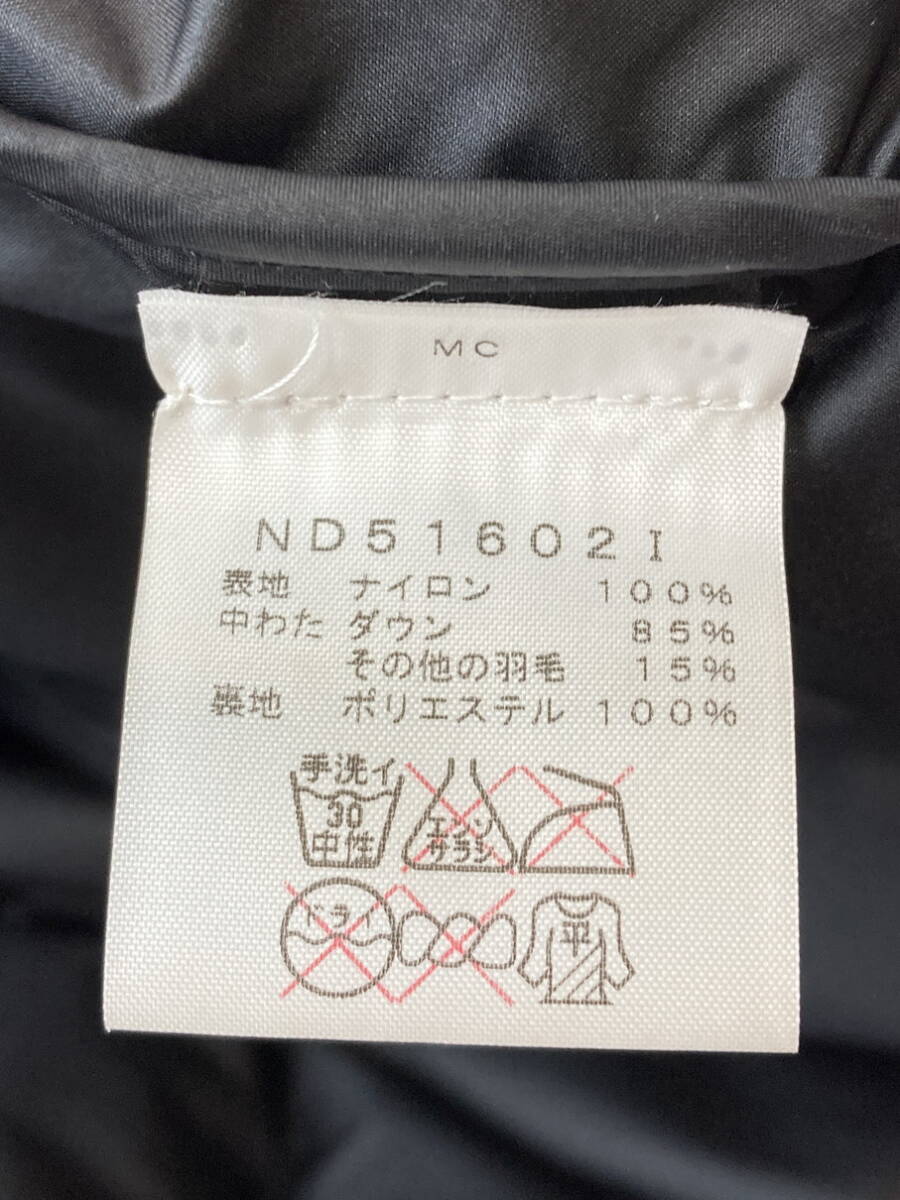 MC
ND51602I
表地 ナイロン 100%
中わた ダウン 85%
その他の羽毛 15%
裏地 ポリエステル 100%
手洗イ
30
中性
エンソ
サラシ
ドライ
平